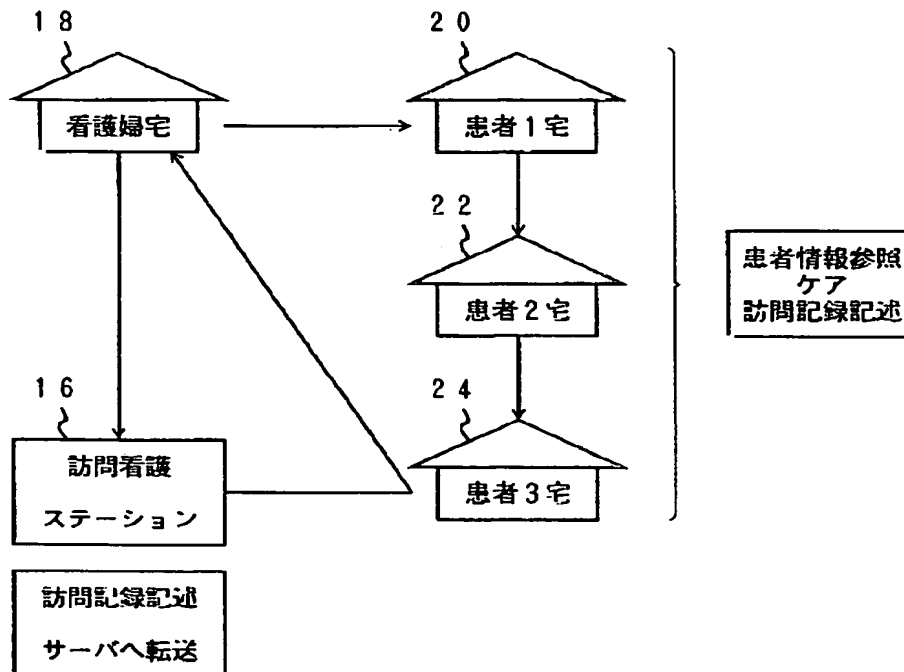 18
看護婦宅
20
患者1宅
22
患者2宅
24
患者3宅
患者情報参照
ケア
訪問記録記述
16
訪問看護
ステーション
訪問記録記述
サーバへ転送